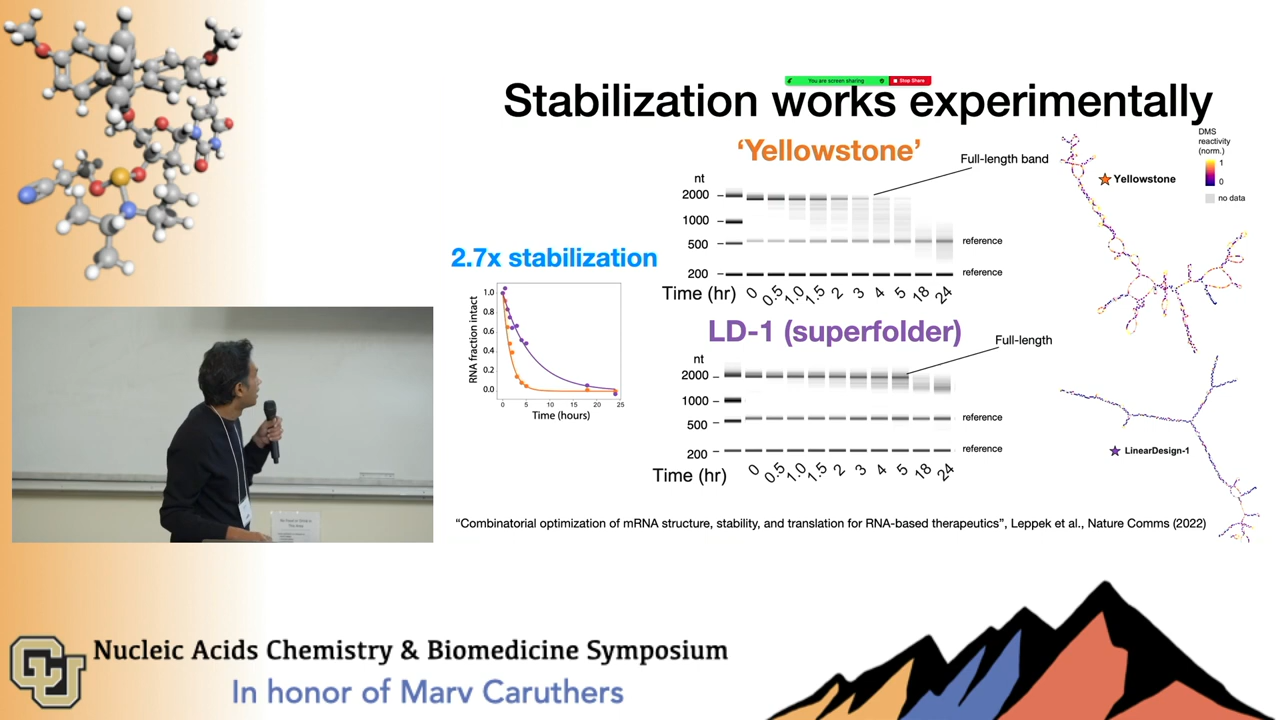 You are screen sharing
Stop Share
Stabilization works experimentally
2.7x stabilization
RNA fraction intact
1.0
0.8
0.6
0.4
0.2
0.0
0 5 10 15 20 25
Time (hours)
‘Yellowstone’
Full-length band
nt
2000
1000
500
200
reference
reference
Time (hr) 0 0.5 1.0 1.5 2 3 4 5 18 24
LD-1 (superfolder)
Full-length
nt
2000
1000
500
200
reference
reference
Time (hr) 0 0.5 1.0 1.5 2 3 4 5 18 24
DMS
reactivity
(norm.)
1
0
no data
Yellowstone
LinearDesign-1
“Combinatorial optimization of mRNA structure, stability, and translation for RNA-based therapeutics”, Leppek et al., Nature Comms (2022)
CU
Nucleic Acids Chemistry & Biomedicine Symposium
In honor of Marv Caruthers